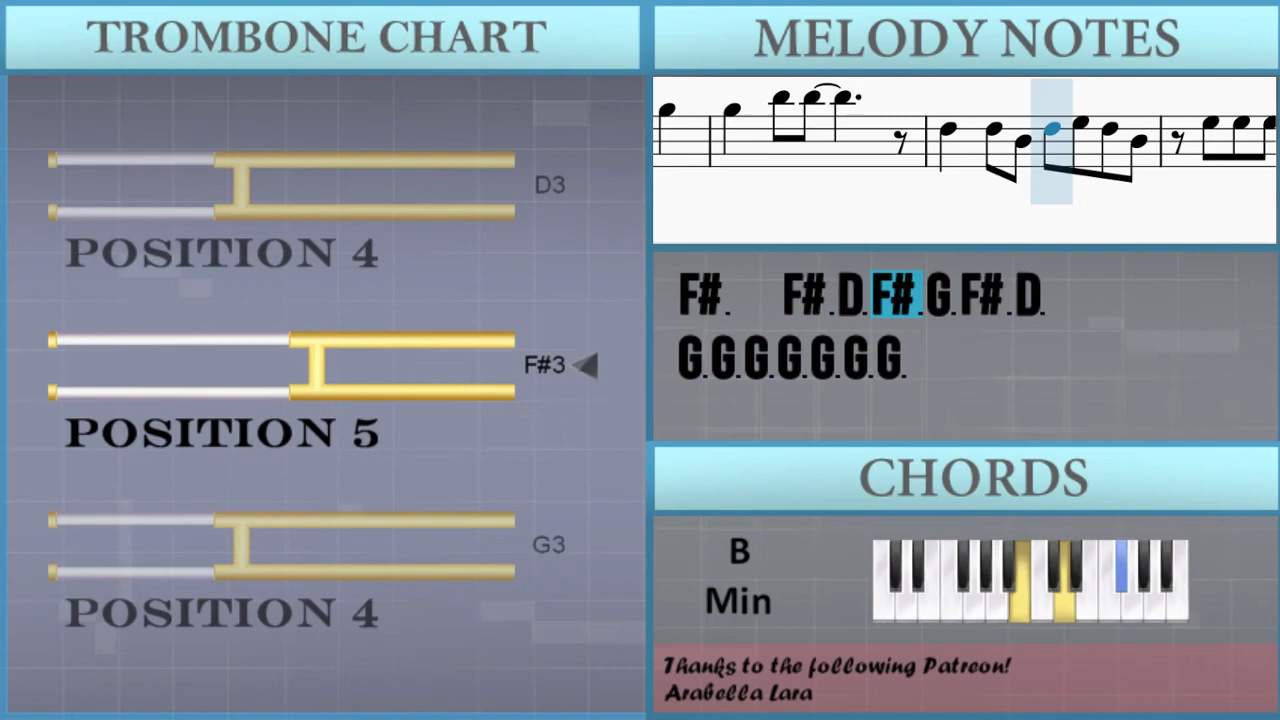 TROMBONE CHART
D3
POSITION 4
F#3
POSITION 5
G3
POSITION 4
MELODY NOTES
F#. F#.D.F#.G.F#.D.
G.G.G.G.G.G.G.
CHORDS
B
Min
Thanks to the following Patreon!
Arabella Lara